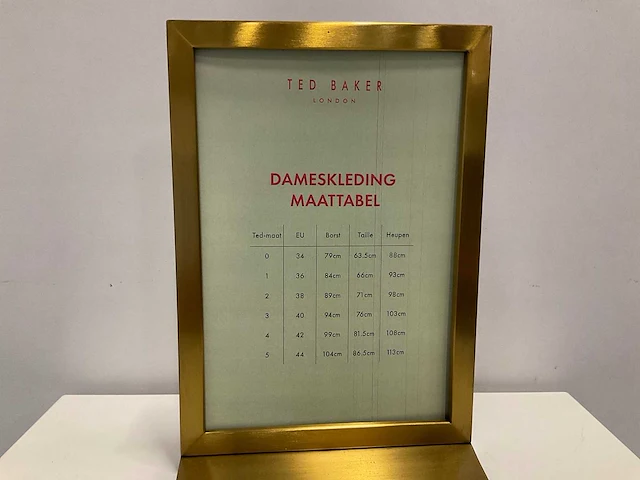 TED BAKER
LONDON
DAMESKLEDING
MAATTABEL
Ted-maat EU Borst Taille Heupen
0 34 79cm 63.5cm 88cm
1 36 84cm 66cm 93cm
2 38 89cm 71cm 98cm
3 40 94cm 76cm 103cm
4 42 99cm 81.5cm 108cm
5 44 104cm 86.5cm 113cm